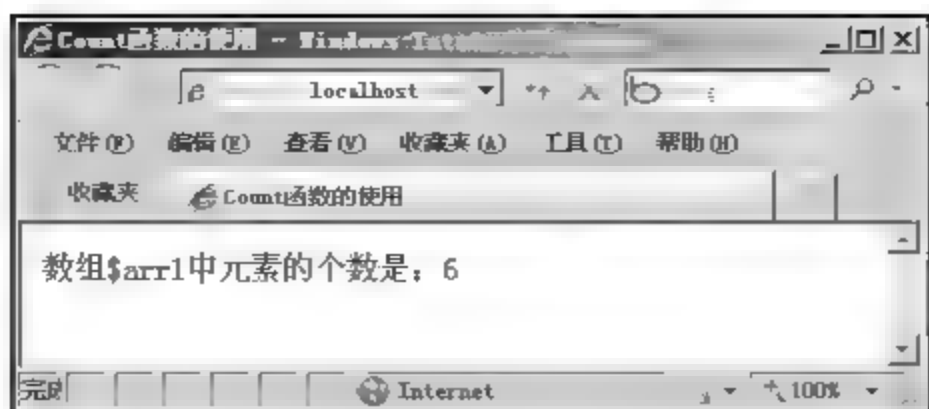 Count函数的使用 - Windows Int
localhost
文件(F) 编辑(E) 查看(V) 收藏夹(A) 工具(T) 帮助(H)
收藏夹 Count函数的使用
数组$arr1中元素的个数是：6
完成 Internet 100%